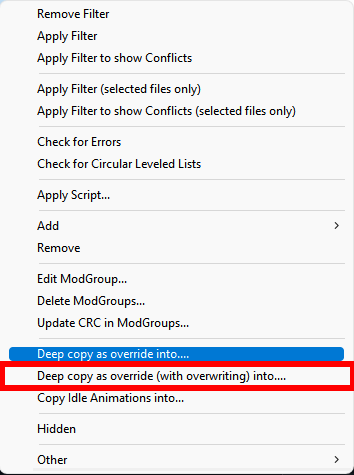 Remove Filter
Apply Filter
Apply Filter to show Conflicts
Apply Filter (selected files only)
Apply Filter to show Conflicts (selected files only)
Check for Errors
Check for Circular Leveled Lists
Apply Script...
Add
Remove
Edit ModGroup...
Delete ModGroups...
Update CRC in ModGroups...
Deep copy as override into....
Deep copy as override (with overwriting) into....
Copy Idle Animations into...
Hidden
Other